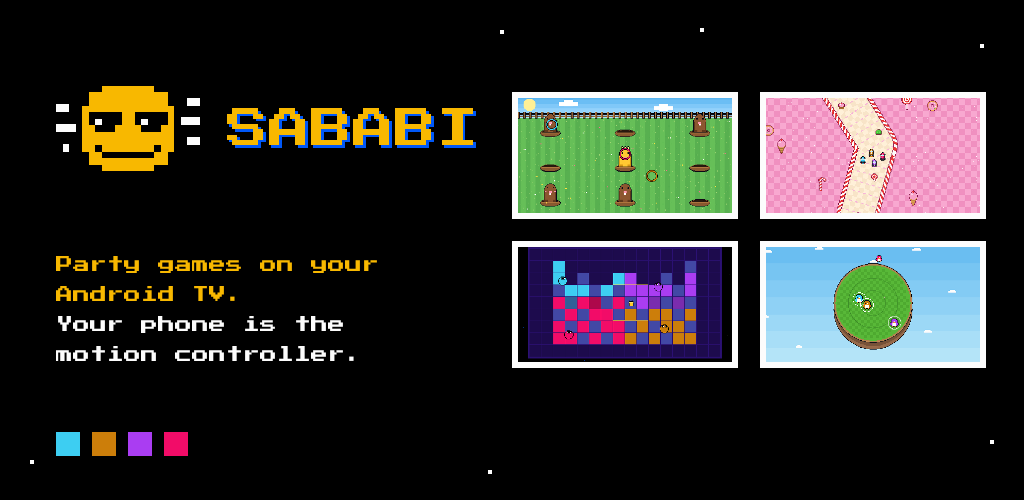 SABABI
Party games on your
Android TV.
Your phone is the
motion controller.